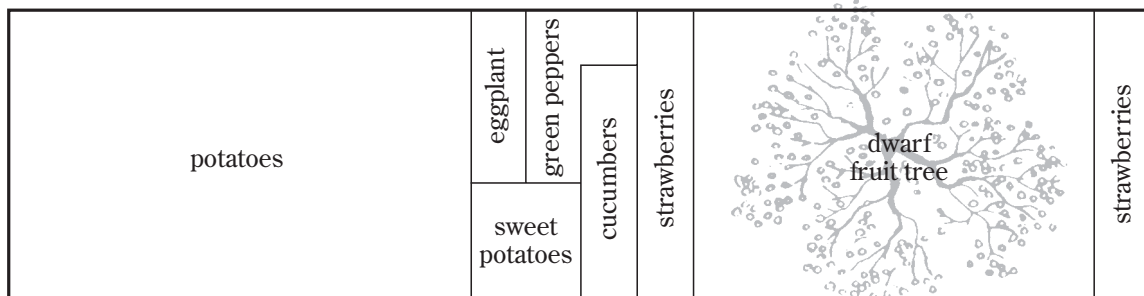 potatoes
eggplant
green peppers
sweet
potatoes
cucumbers
strawberries
dwarf
fruit tree
strawberries